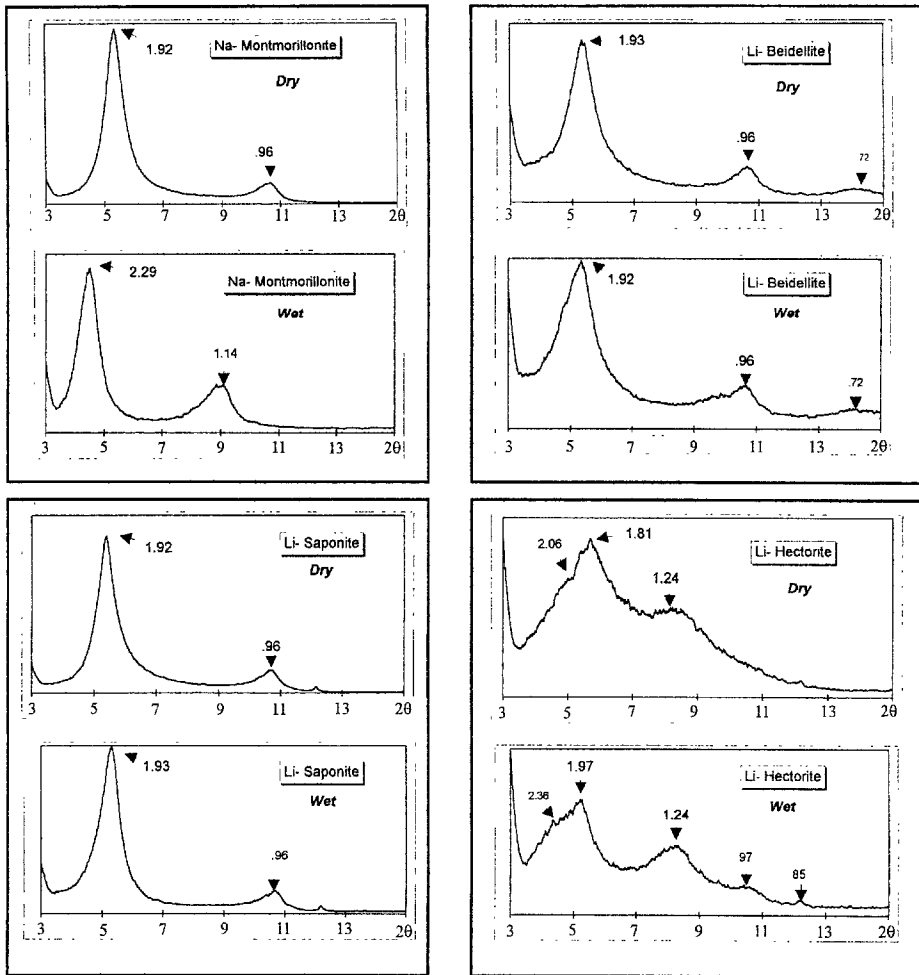 1.92
Na- Montmorillonite
Dry
.96
3 5 7 9 11 13 2θ
2.29
Na- Montmorillonite
Wet
1.14
3 5 7 9 11 13 2θ
1.93
Li- Beidellite
Dry
.96
72
3 5 7 9 11 13 2θ
1.92
Li- Beidellite
Wet
.96
.72
3 5 7 9 11 13 2θ
1.92
Li- Saponite
Dry
.96
3 5 7 9 11 13 2θ
1.93
Li- Saponite
Wet
.96
3 5 7 9 11 13 2θ
2.06
1.81
Li- Hectorite
1.24
Dry
3 5 7 9 11 13 2θ
1.97
Li- Hectorite
2.36
1.24
Wet
97
85
3 5 7 9 11 13 2θ